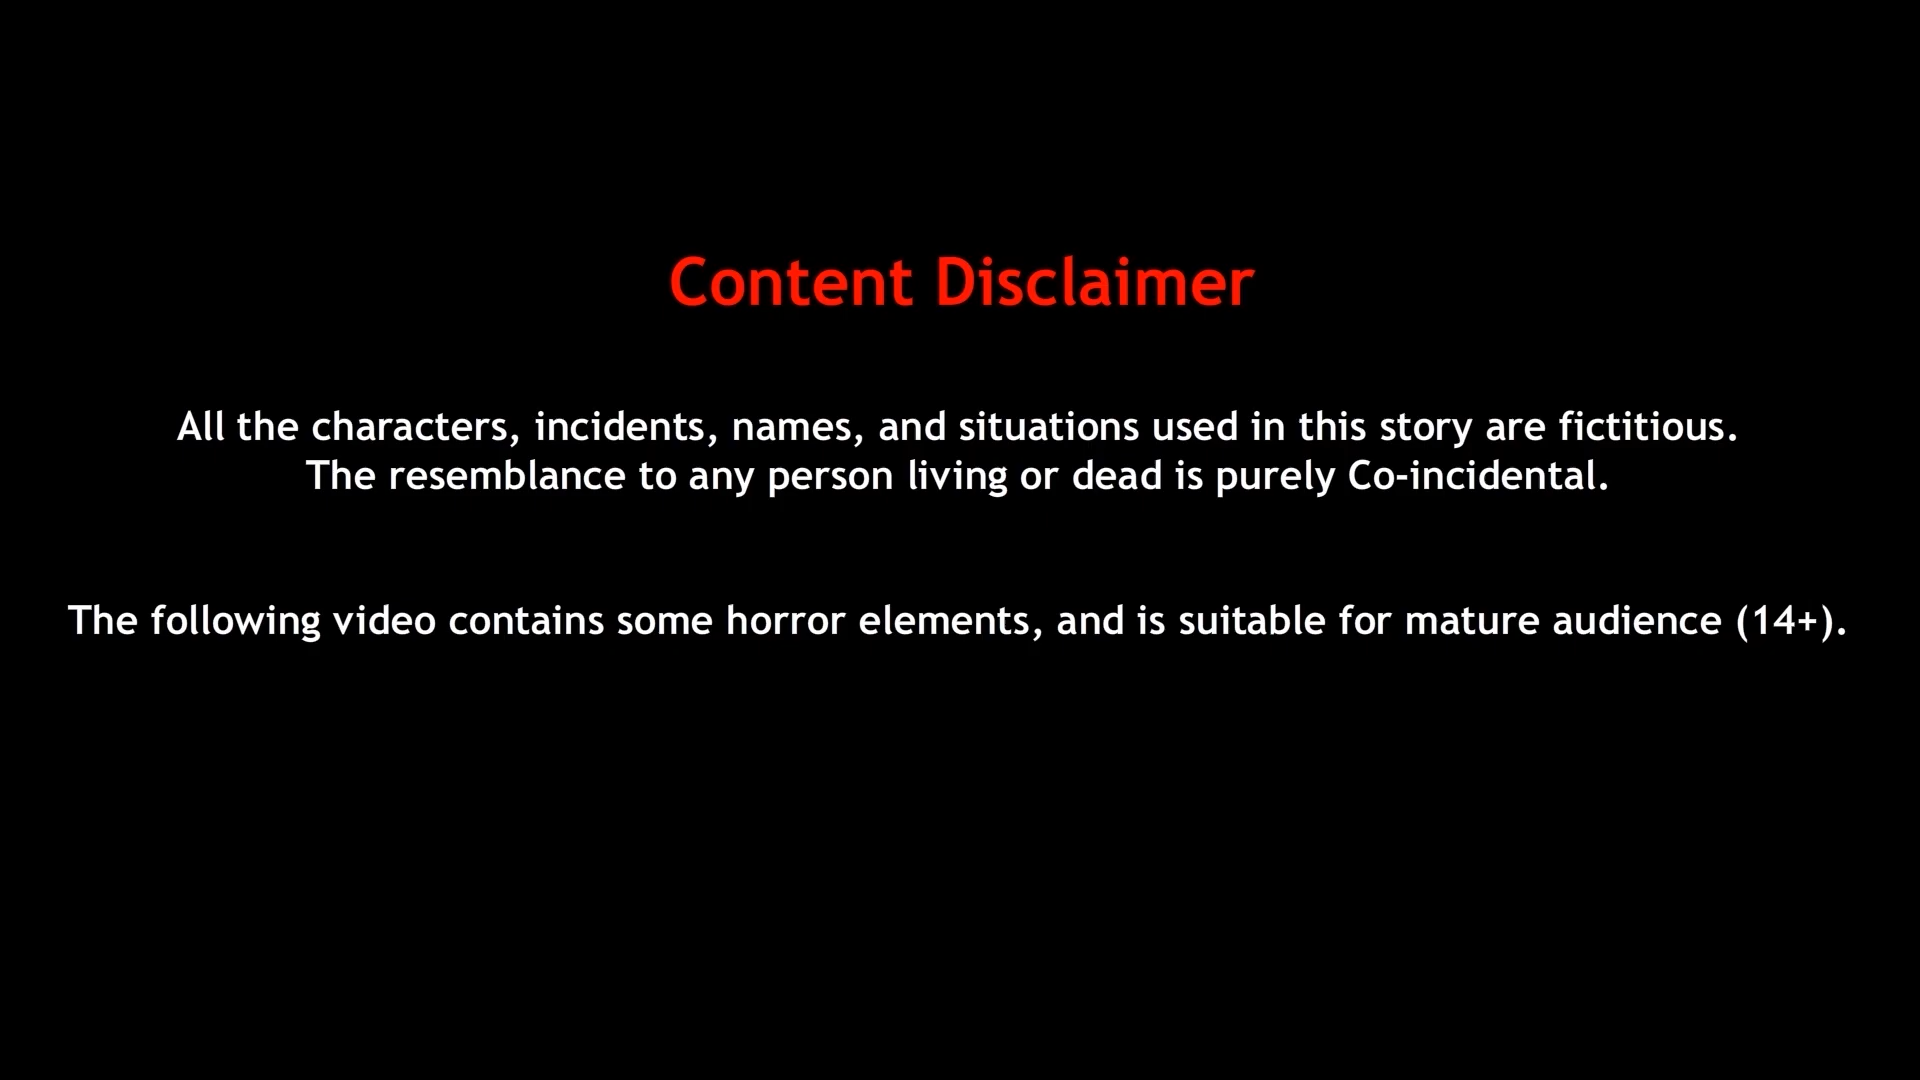 Content Disclaimer
All the characters, incidents, names, and situations used in this story are fictitious.
The resemblance to any person living or dead is purely Co-incidental.
The following video contains some horror elements, and is suitable for mature audience (14+).